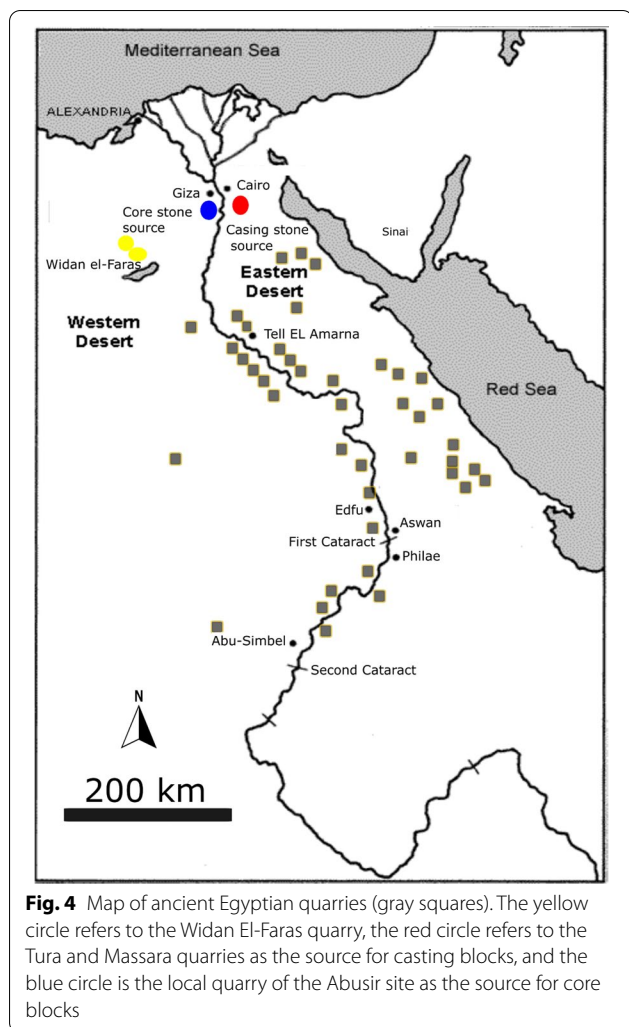 Mediterranean Sea
ALEXANDRIA
Giza
Cairo
Core stone
source
Casing stone
source
Sinai
Widan el-Faras
Eastern
Desert
Western
Desert
Tell EL Amarna
Red Sea
Edfu
Aswan
First Cataract
Philae
Abu-Simbel
Second Cataract
N
200 km
Fig. 4 Map of ancient Egyptian quarries (gray squares). The yellow
circle refers to the Widan El-Faras quarry, the red circle refers to the
Tura and Massara quarries as the source for casting blocks, and the
blue circle is the local quarry of the Abusir site as the source for core
blocks